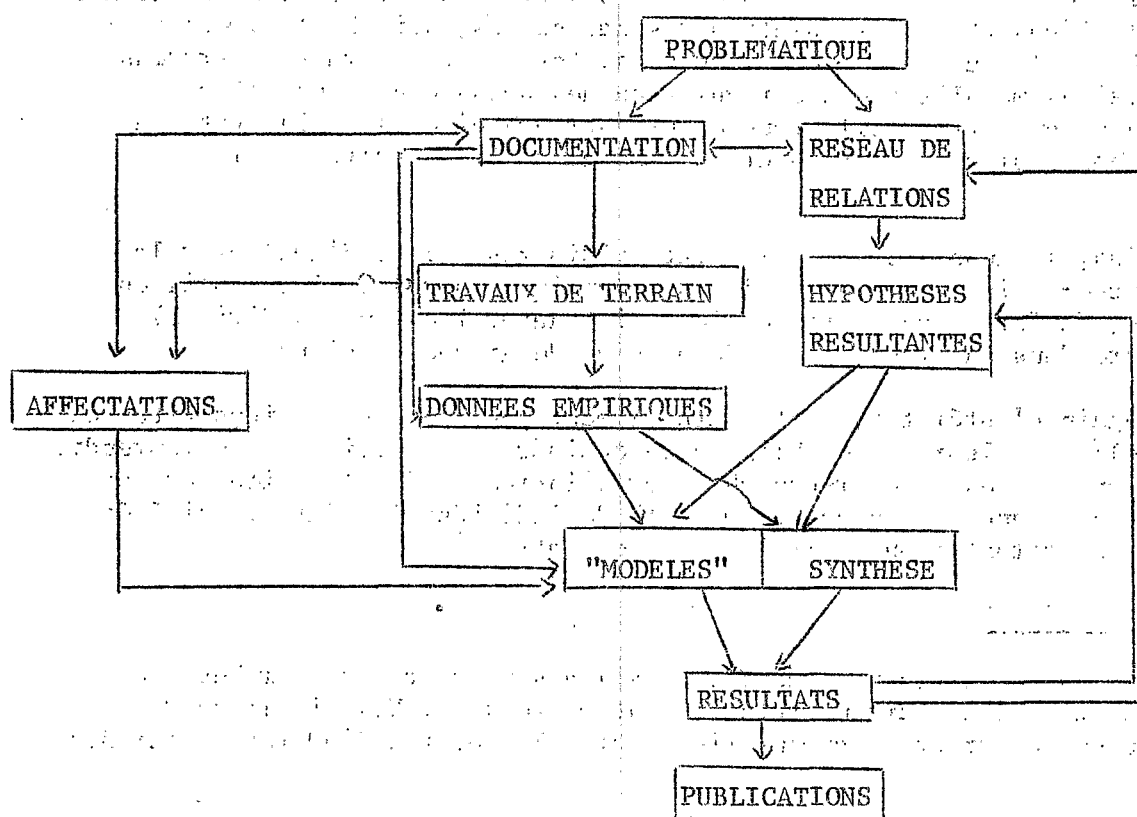 PROBLEMATIQUE
DOCUMENTATION
RESEAU DE
RELATIONS
TRAVAUX DE TERRAIN
HYPOTHESES
RESULTANTES
AFFECTATIONS
DONNEES EMPIRIQUES
"MODELES"
SYNTHESE
RESULTATS
PUBLICATIONS